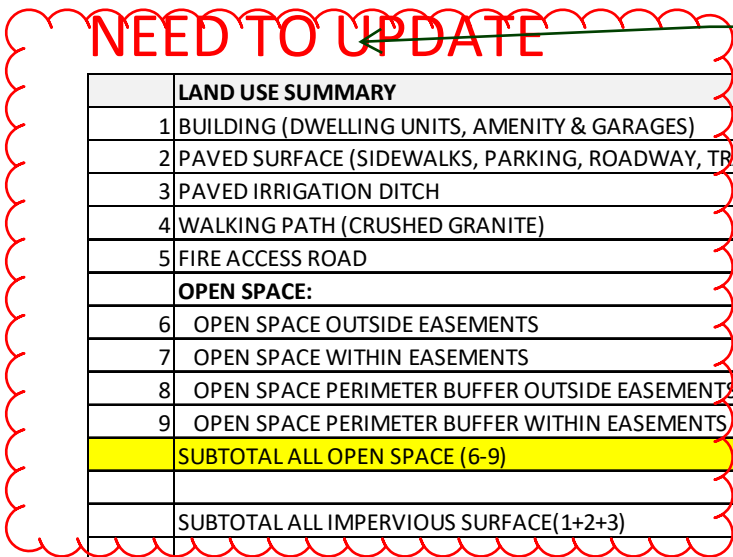 NEED TO UPDATE
LAND USE SUMMARY
1 BUILDING (DWELLING UNITS, AMENITY & GARAGES)
2 PAVED SURFACE (SIDEWALKS, PARKING, ROADWAY, TR
3 PAVED IRRIGATION DITCH
4 WALKING PATH (CRUSHED GRANITE)
5 FIRE ACCESS ROAD
OPEN SPACE:
6 OPEN SPACE OUTSIDE EASEMENTS
7 OPEN SPACE WITHIN EASEMENTS
8 OPEN SPACE PERIMETER BUFFER OUTSIDE EASEMENTS
9 OPEN SPACE PERIMETER BUFFER WITHIN EASEMENTS
SUBTOTAL ALL OPEN SPACE (6-9)
SUBTOTAL ALL IMPERVIOUS SURFACE(1+2+3)